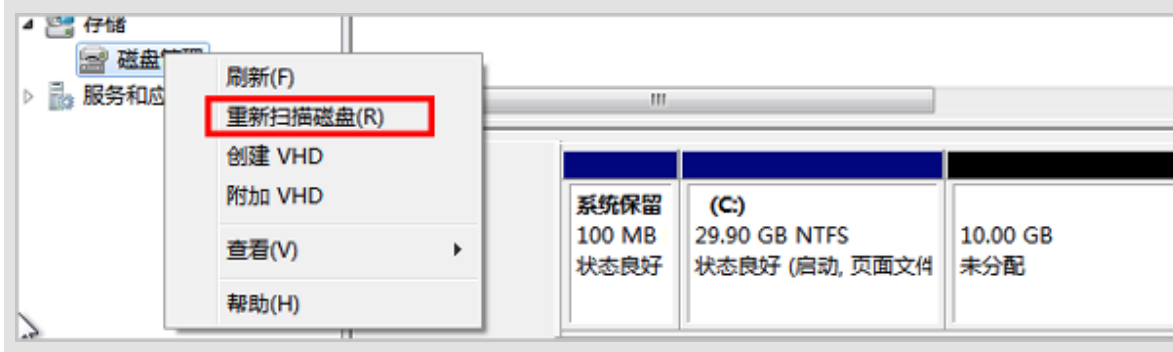 存储
磁盘管理
服务和应
刷新(F)
重新扫描磁盘(R)
创建 VHD
附加 VHD
查看(V)
帮助(H)
系统保留
100 MB
状态良好
(C:)
29.90 GB NTFS
状态良好 (启动, 页面文件
10.00 GB
未分配